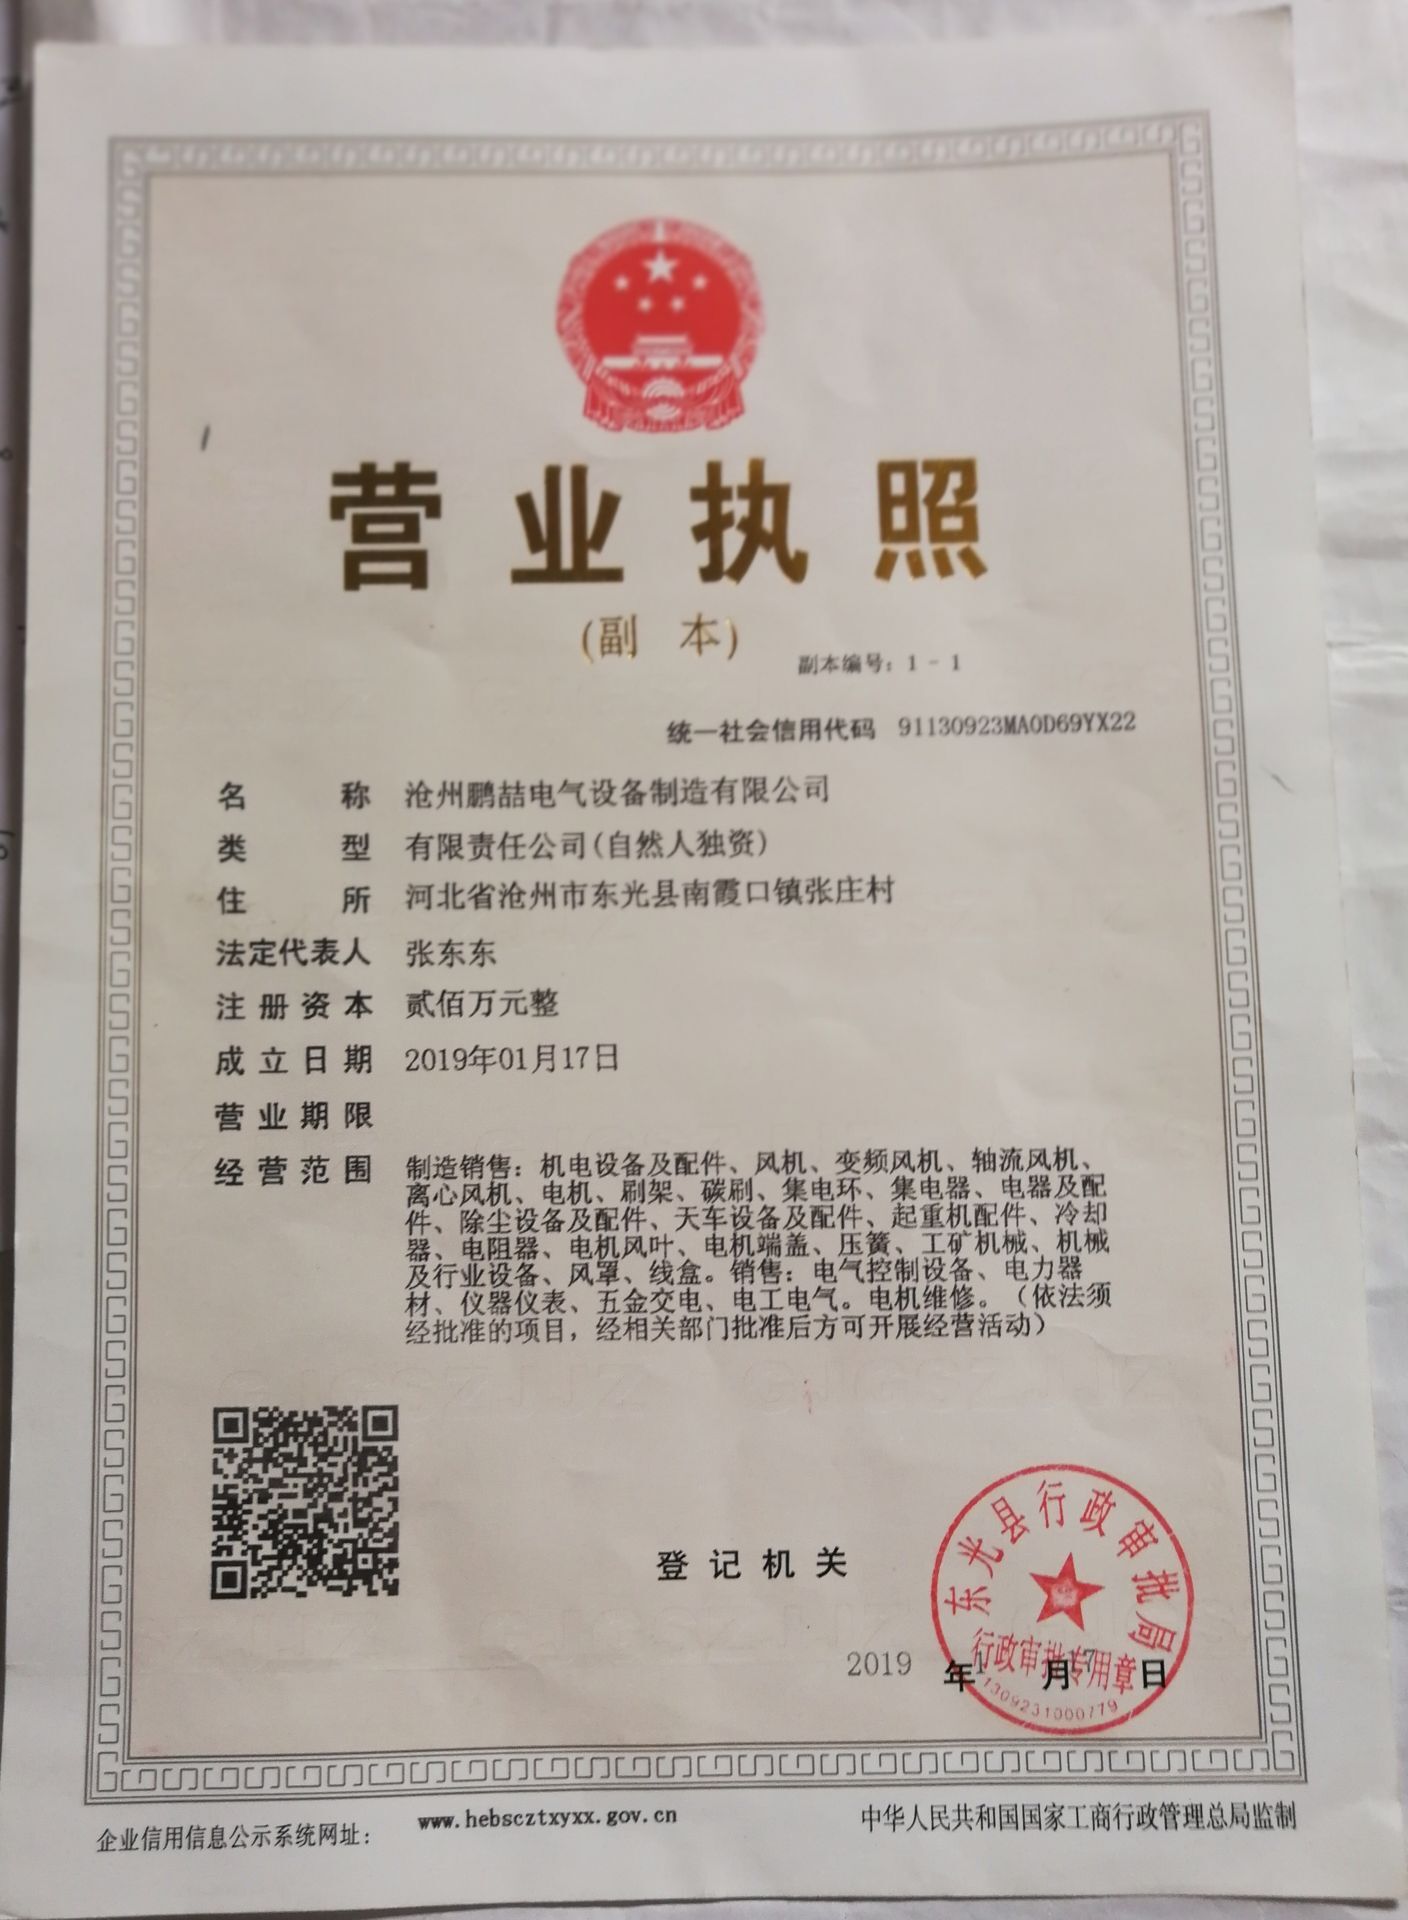 营业执照
(副 本)
副本编号: 1-1
统一社会信用代码 91130923MA0D69YX22
名 称 沧州鹏喆电气设备制造有限公司
类 型 有限责任公司(自然人独资)
住 所 河北省沧州市东光县南霞口镇张庄村
法定代表人 张东东
注册资本 贰佰万元整
成立日期 2019年01月17日
营业期限
经营范围 制造销售:机电设备及配件、风机、变频风机、轴流风机、
离心风机、电机、刷架、碳刷、集电环、集电器、电器及配
件、除尘设备及配件、天车设备及配件、起重机配件、冷却
器、电阻器、电机风叶、电机端盖、压簧、工矿机械、机械
及行业设备、风罩、线盒。销售:电气控制设备、电力器
材、仪器仪表、五金交电、电工电气。电机维修。(依法须
经批准的项目,经相关部门批准后方可开展经营活动)
登记机关
东光县行政审批局
行政审批专用章
1309231000779
2019 年1 月17 日
企业信用信息公示系统网址: www.hebscztxyxx.gov.cn
中华人民共和国国家工商行政管理总局监制